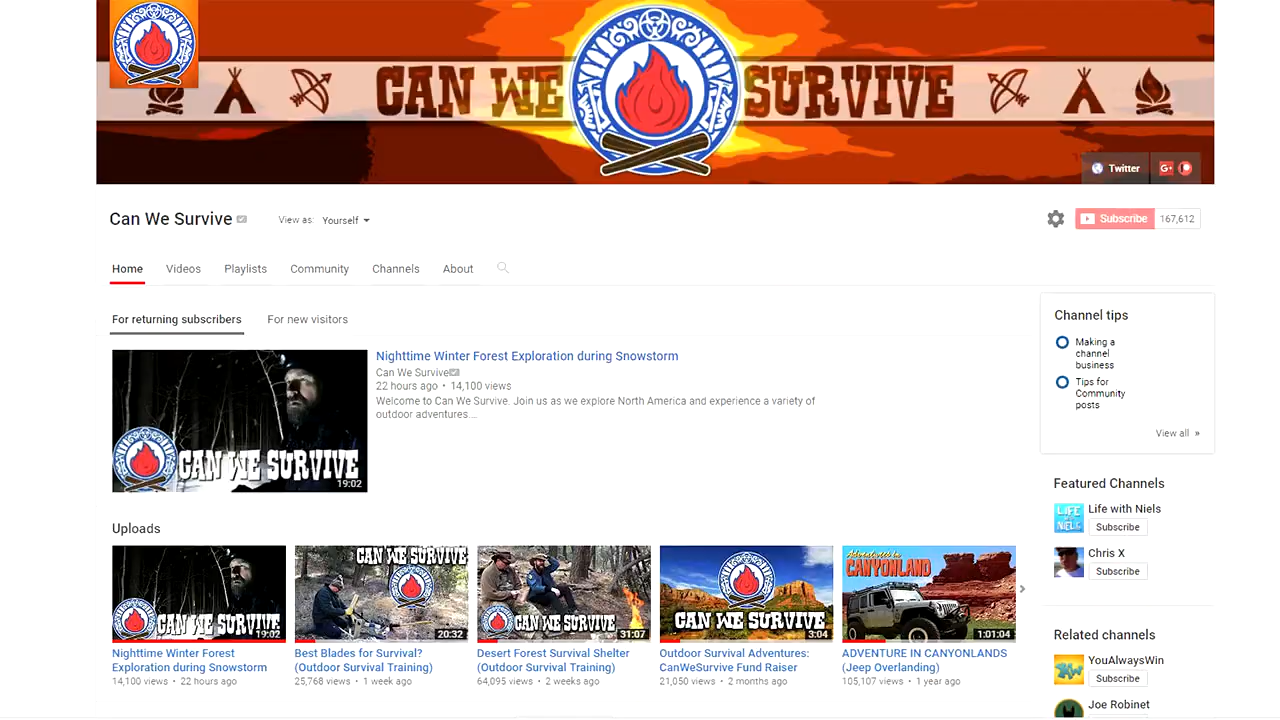 CAN WE SURVIVE
Twitter
G+
Can We Survive
View as: Yourself
Subscribe 167,612
Home Videos Playlists Community Channels About
For returning subscribers For new visitors
CAN WE SURVIVE
19:02
Nighttime Winter Forest Exploration during Snowstorm
Can We Survive
22 hours ago • 14,100 views
Welcome to Can We Survive. Join us as we explore North America and experience a variety of
outdoor adventures....
Channel tips
Making a
channel
business
Tips for
Community
posts
View all »
Uploads
CAN WE SURVIVE
19:02
Nighttime Winter Forest
Exploration during Snowstorm
14,100 views • 22 hours ago
CAN WE SURVIVE
20:32
Best Blades for Survival?
(Outdoor Survival Training)
25,768 views • 1 week ago
CAN WE SURVIVE
31:07
Desert Forest Survival Shelter
(Outdoor Survival Training)
64,095 views • 2 weeks ago
CAN WE SURVIVE
3:04
Outdoor Survival Adventures:
CanWeSurvive Fund Raiser
21,050 views • 2 months ago
Adventures in
CANYONLAND
1:01:04
ADVENTURE IN CANYONLANDS
(Jeep Overlanding)
105,107 views • 1 year ago
Featured Channels
LIFE
NIELS
Life with Niels
Subscribe
Chris X
Subscribe
Related channels
YouAlwaysWin
Subscribe
Joe Robinet